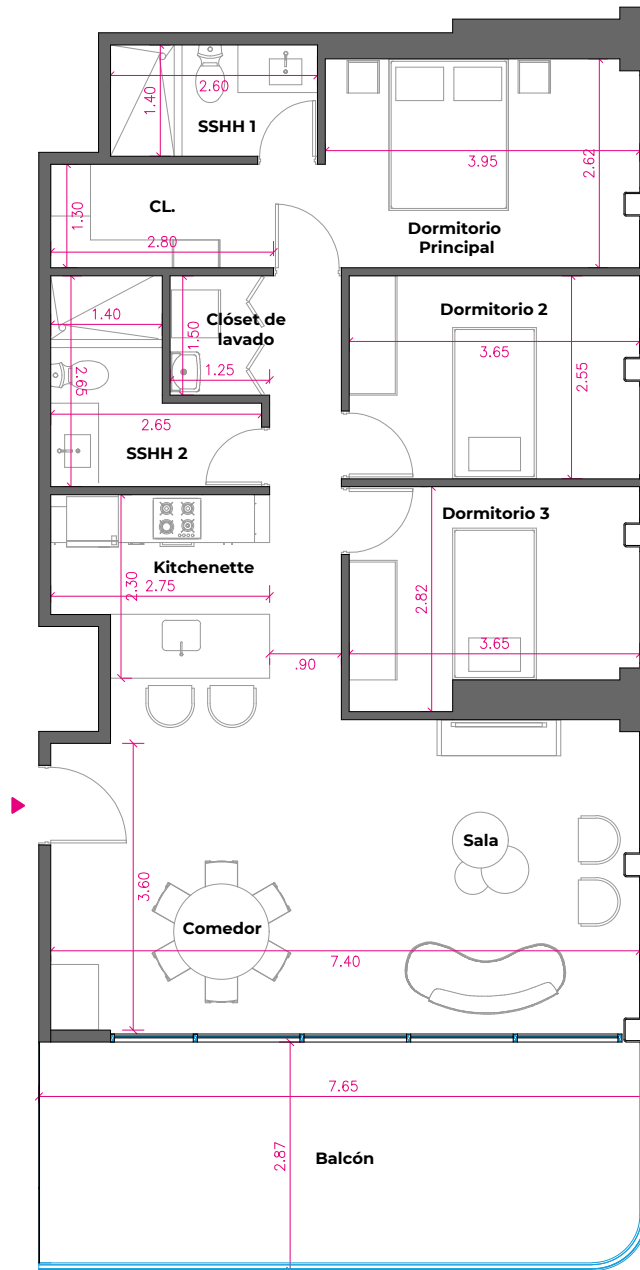 2.60
1.40
SSHH 1
3.95
2.62
1.30
CL.
2.80
Dormitorio
Principal
1.40
Clóset de
lavado
1.50
1.25
Dormitorio 2
3.65
2.55
2.65
2.65
SSHH 2
Dormitorio 3
Kitchenette
2.75
2.30
2.82
3.65
.90
Sala
3.60
Comedor
7.40
7.65
2.87
Balcón